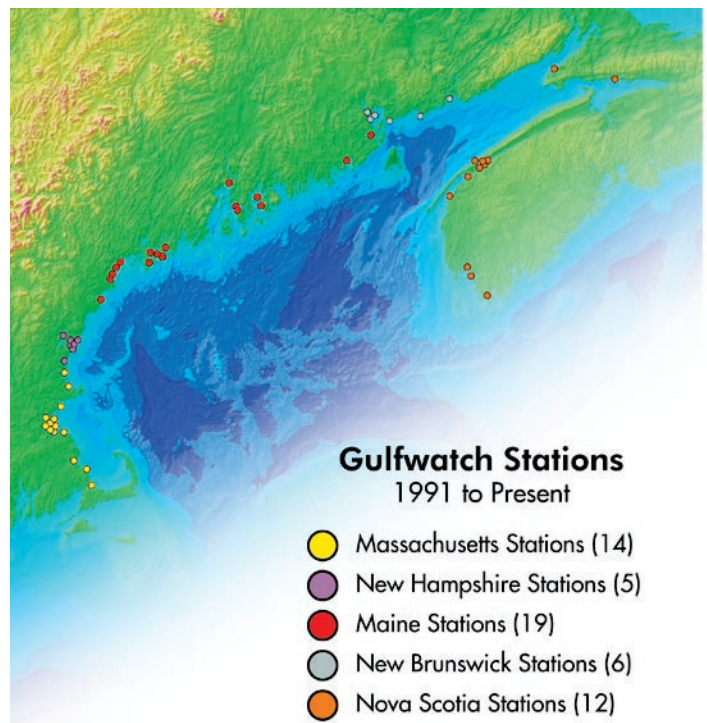 Gulfwatch Stations
1991 to Present
Massachusetts Stations (14)
New Hampshire Stations (5)
Maine Stations (19)
New Brunswick Stations (6)
Nova Scotia Stations (12)